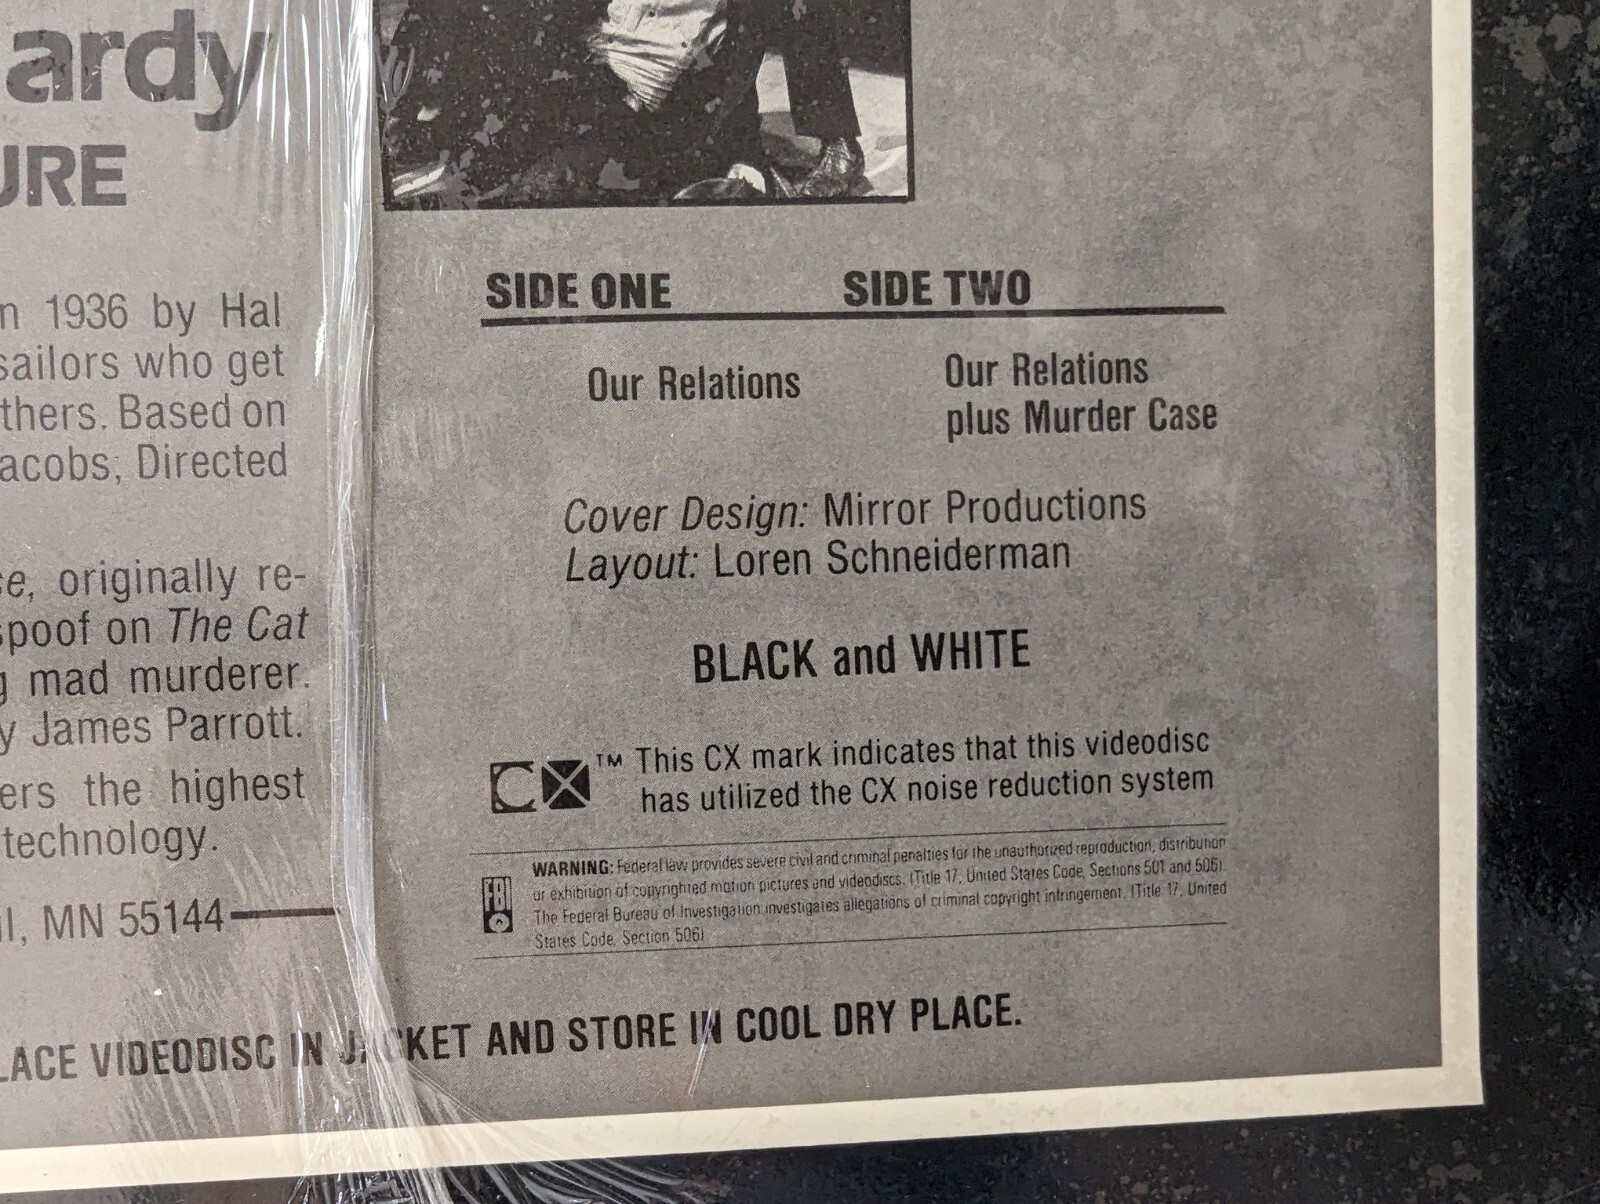 ardy
URE
n 1936 by Hal
sailors who get
thers. Based on
acobs, Directed
e, originally re-
spoof on The Cat
g mad murderer.
y James Parrott.
ers the highest
technology.
l, MN 55144
SIDE ONE SIDE TWO
Our Relations
Our Relations
plus Murder Case
Cover Design: Mirror Productions
Layout: Loren Schneiderman
BLACK and WHITE
CX™ This CX mark indicates that this videodisc
has utilized the CX noise reduction system
FBI
WARNING: Federal law provides severe civil and criminal penalties for the unauthorized reproduction, distribution
or exhibition of copyrighted motion pictures and videodiscs. (Title 17, United States Code, Sections 501 and 506)
The Federal Bureau of Investigation investigates allegations of criminal copyright infringement. (Title 17, United
States Code, Section 506)
LACE VIDEODISC IN JACKET AND STORE IN COOL DRY PLACE.